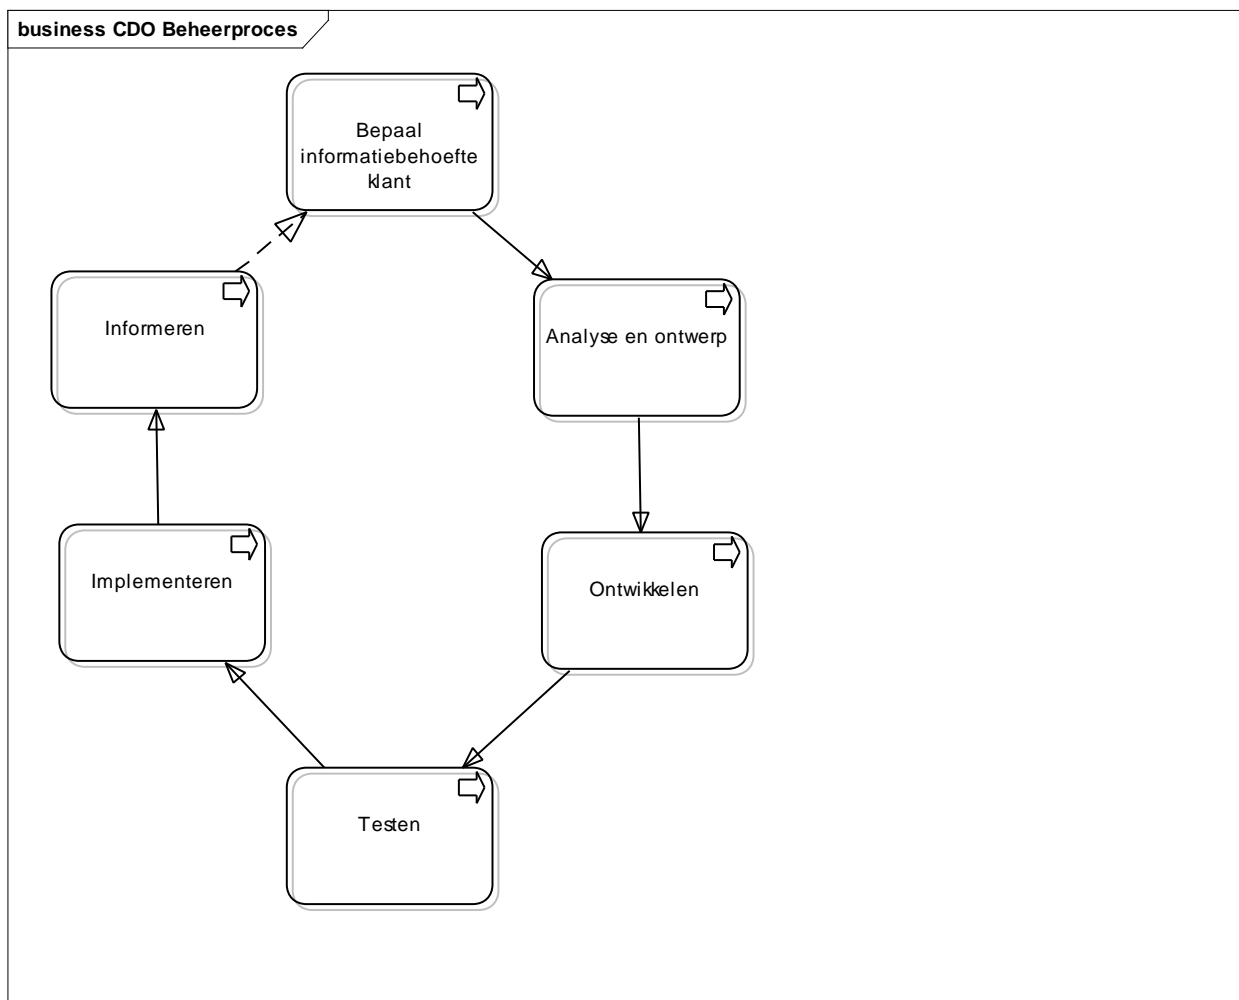 business CDO Beheerproces
Bepaal
informatiebehoefte
klant
Informeren
Analyse en ontwerp
Implementeren
Ontwikkelen
Testen